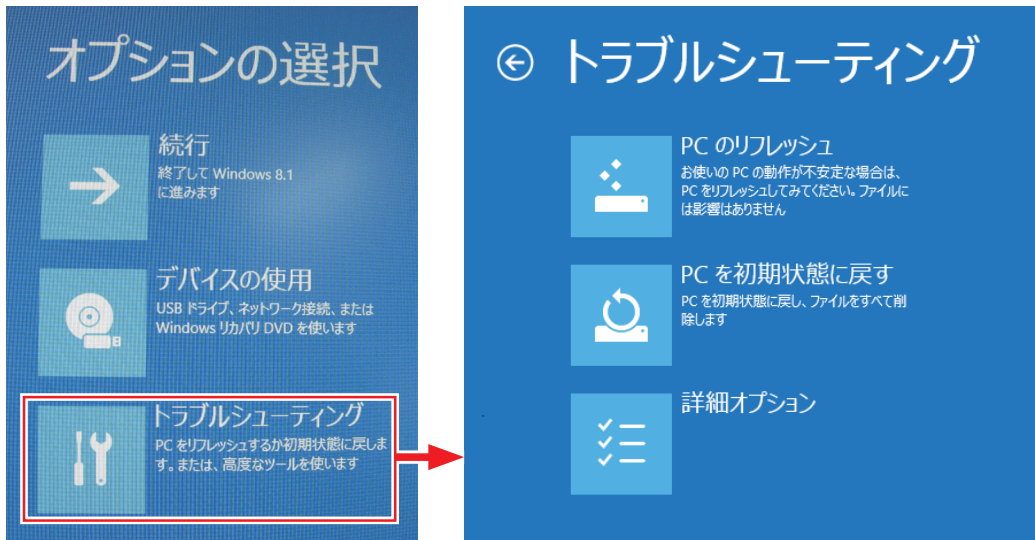 オプションの選択
続行
終了して Windows 8.1
に進みます
デバイスの使用
USB ドライブ、ネットワーク接続、または
Windows リカバリ DVD を使います
トラブルシューティング
PC をリフレッシュするか初期状態に戻しま
す。または、高度なツールを使います
トラブルシューティング
PC のリフレッシュ
お使いの PC の動作が不安定な場合は、
PC をリフレッシュしてみてください。ファイルに
は影響はありません
PC を初期状態に戻す
PC を初期状態に戻し、ファイルをすべて削
除します
詳細オプション